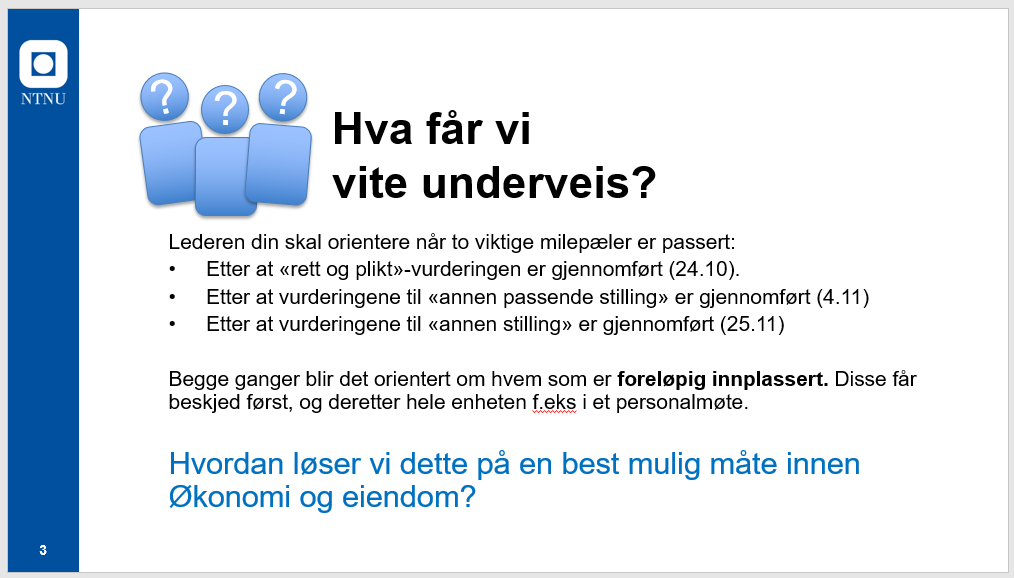 NTNU
? ? ?
Hva får vi
vite underveis?
Lederen din skal orientere når to viktige milepæler er passert:
• Etter at «rett og plikt»-vurderingen er gjennomført (24.10).
• Etter at vurderingene til «annen passende stilling» er gjennomført (4.11)
• Etter at vurderingene til «annen stilling» er gjennomført (25.11)
Begge ganger blir det orientert om hvem som er foreløpig innplassert. Disse får
beskjed først, og deretter hele enheten f.eks i et personalmøte.
Hvordan løser vi dette på en best mulig måte innen
Økonomi og eiendom?
3